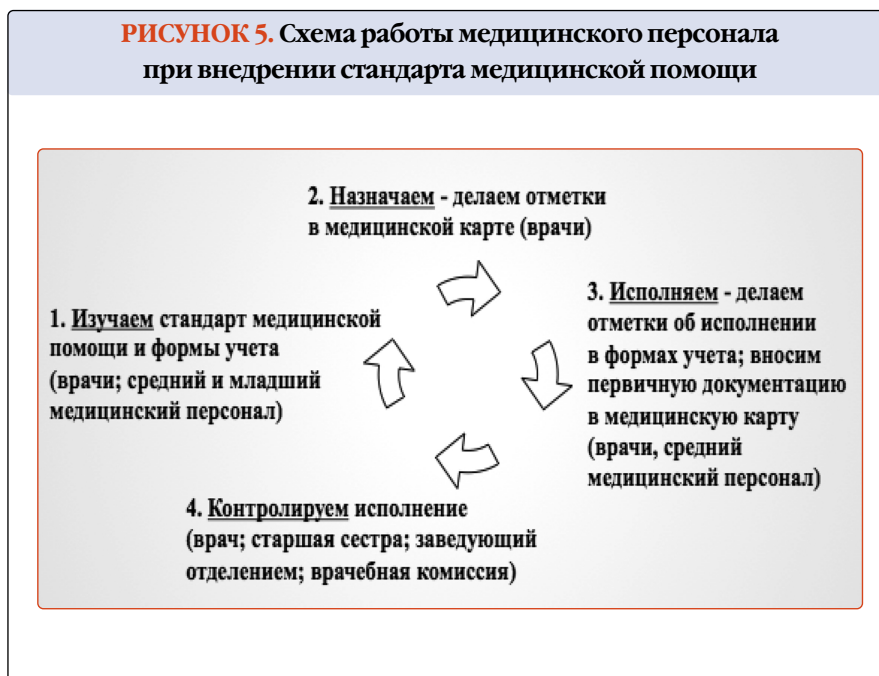 РИСУНОК 5. Схема работы медицинского персонала
при внедрении стандарта медицинской помощи
1. Изучаем стандарт медицинской
помощи и формы учета
(врачи; средний и младший
медицинский персонал)
2. Назначаем - делаем отметки
в медицинской карте (врачи)
3. Исполняем - делаем
отметки об исполнении
в формах учета; вносим
первичную документацию
в медицинскую карту
(врачи, средний
медицинский персонал)
4. Контролируем исполнение
(врач; старшая сестра; заведующий
отделением; врачебная комиссия)